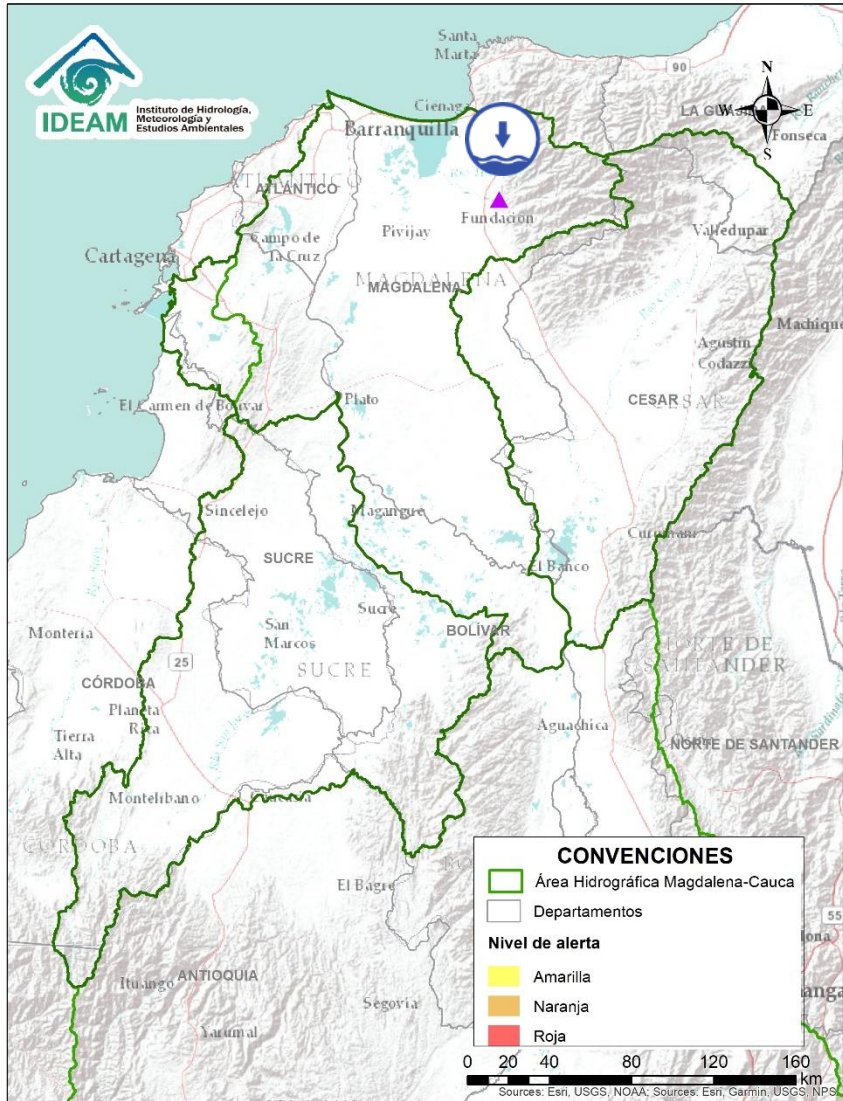 IDEAM
Instituto de Hidrología,
Meteorología y
Estudios Ambientales
Santa
Marta
90
N
W E
S
LA GUAJIRA
Fonseca
Ciénaga
Barranquilla
ATLÁNTICO
Fundación
Pivijay
Valledupar
Campo de
la Cruz
Cartagena
MAGDALENA
MAGDALENA
Machiques
Agustín
Codazzi
CESAR
CESAR
El Carmen de Bolívar
Plato
Sincelejo
Magangué
Curumaní
SUCRE
El Banco
Sucre
San
Marcos
BOLÍVAR
Montería
NORTE DE
SANTANDER
SUCRE
25
CÓRDOBA
Planeta
Rica
Aguachica
Tierra
Alta
NORTE DE SANTANDER
Montelíbano
CÓRDOBA
El Bagre
ANTIOQUIA
Ituango
Segovia
Yarumal
55
CONVENCIONES
Área Hidrográfica Magdalena-Cauca
Departamentos
Nivel de alerta
Amarilla
Naranja
Roja
0 20 40 80 120 160
km
Sources: Esri, USGS, NOAA; Sources: Esri, Garmin, USGS, NPS